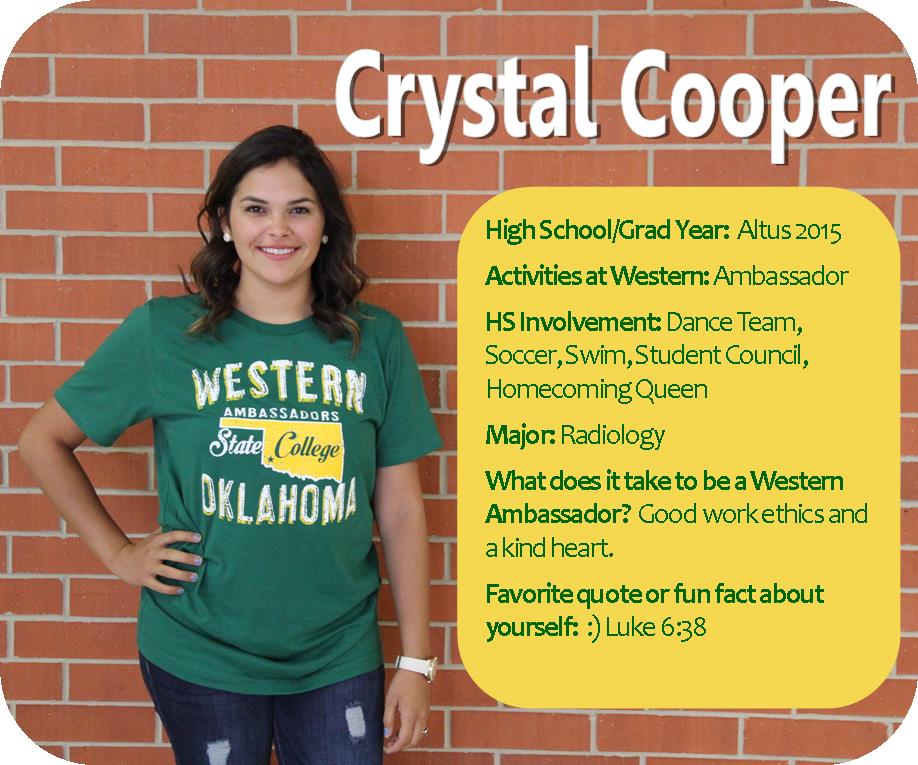 Crystal Cooper
High School/Grad Year: Altus 2015
Activities at Western: Ambassador
HS Involvement: Dance Team,
Soccer, Swim, Student Council,
Homecoming Queen
Major: Radiology
What does it take to be a Western
Ambassador? Good work ethics and
a kind heart.
Favorite quote or fun fact about
yourself: :) Luke 6:38
WESTERN
AMBASSADORS
State College
OKLAHOMA